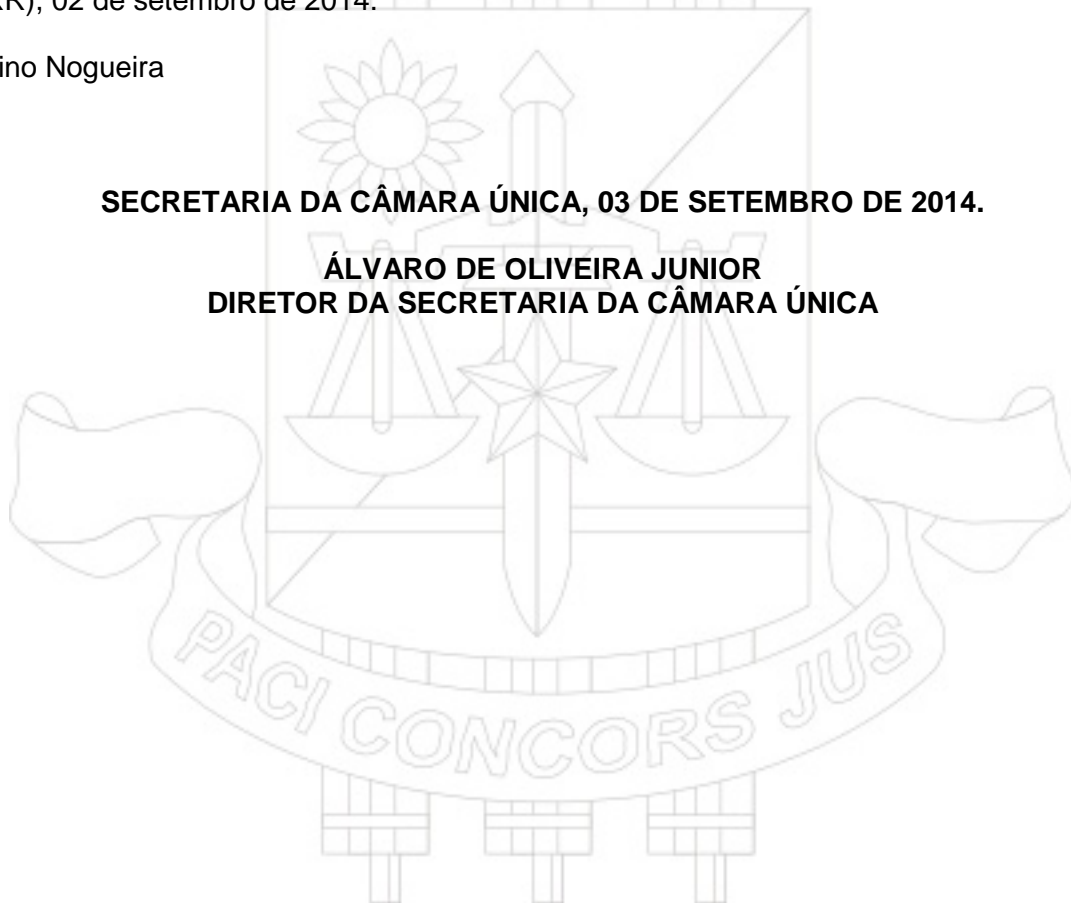 RR), 02 de setembro de 2014.
ino Nogueira
SECRETARIA DA CÂMARA ÚNICA, 03 DE SETEMBRO DE 2014.
ÁLVARO DE OLIVEIRA JUNIOR
DIRETOR DA SECRETARIA DA CÂMARA ÚNICA
PACI CONCORS JUS